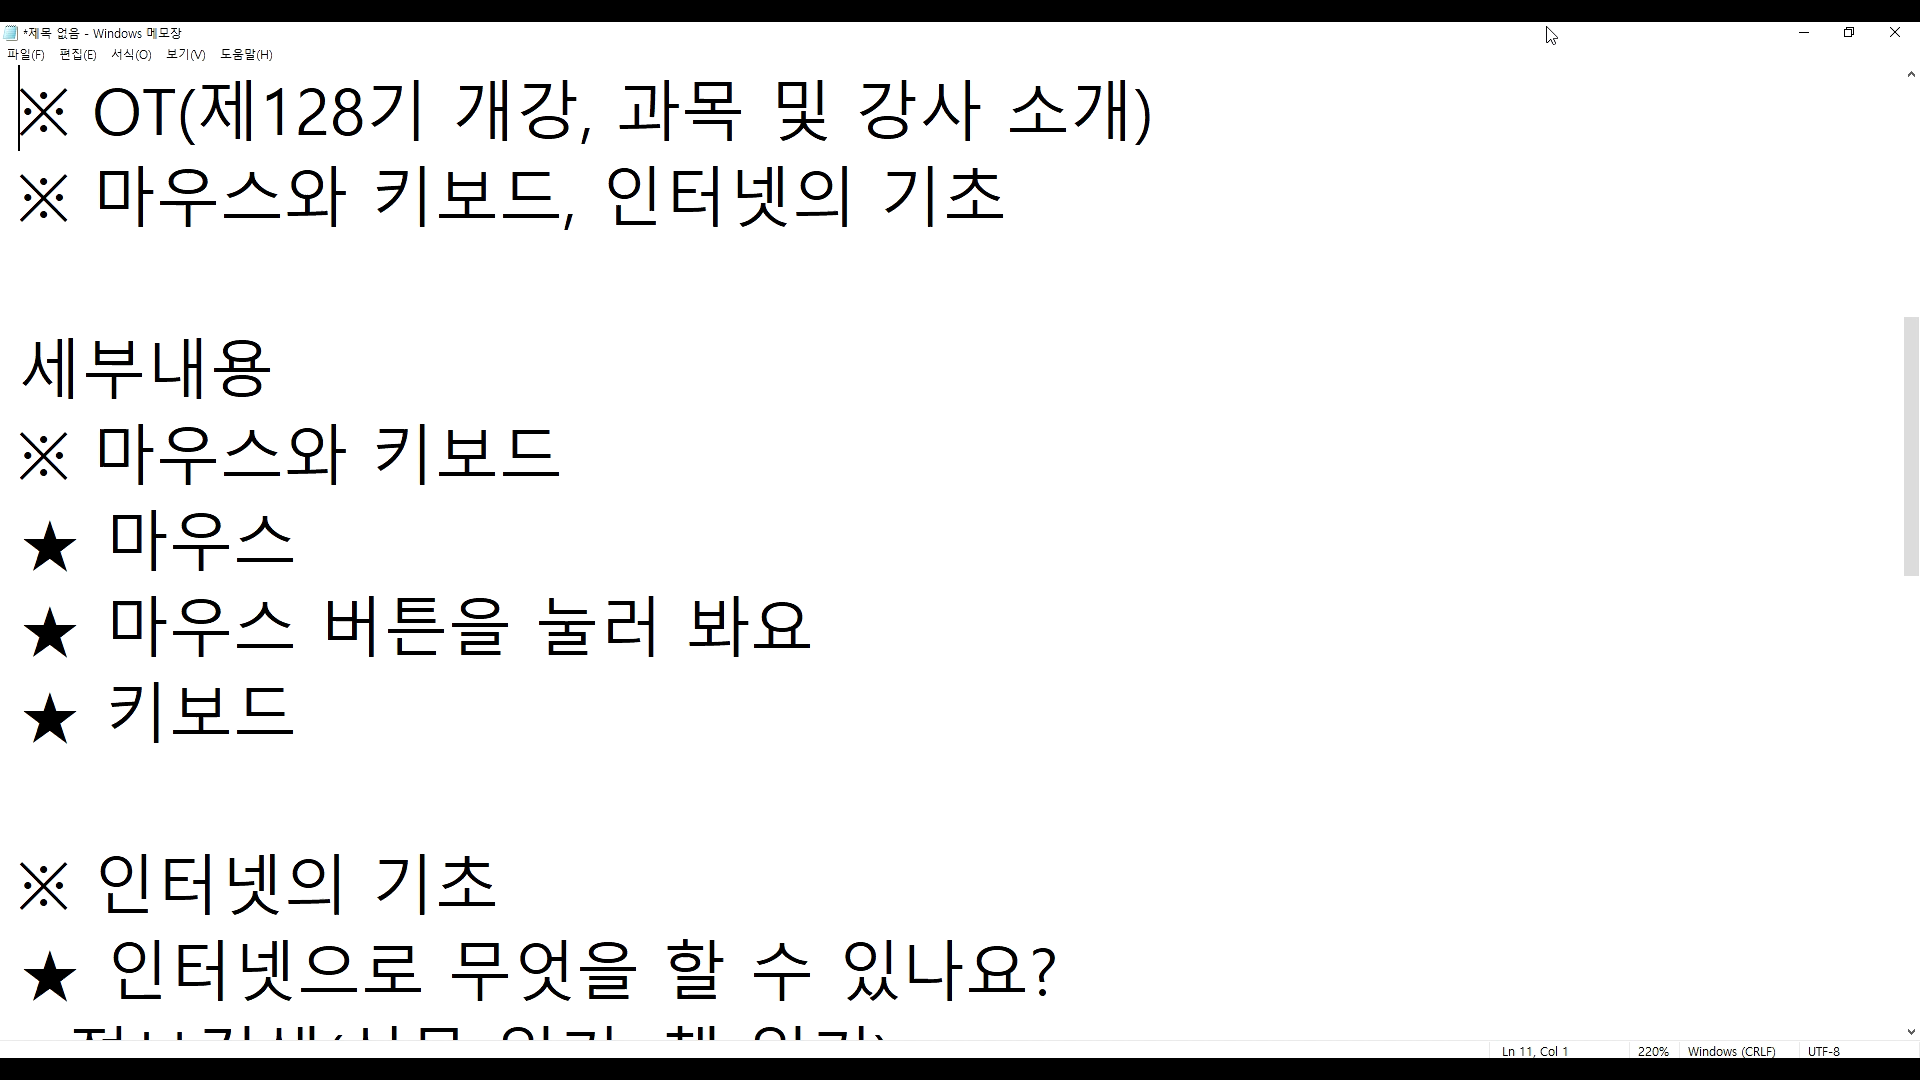 *제목 없음 - Windows 메모장
파일(F) 편집(E) 서식(O) 보기(V) 도움말(H)
※ OT(제128기 개강, 과목 및 강사 소개)
※ 마우스와 키보드, 인터넷의 기초
세부내용
※ 마우스와 키보드
★ 마우스
★ 마우스 버튼을 눌러 봐요
★ 키보드
※ 인터넷의 기초
★ 인터넷으로 무엇을 할 수 있나요?
Ln 11, Col 1 220% Windows (CRLF) UTF-8